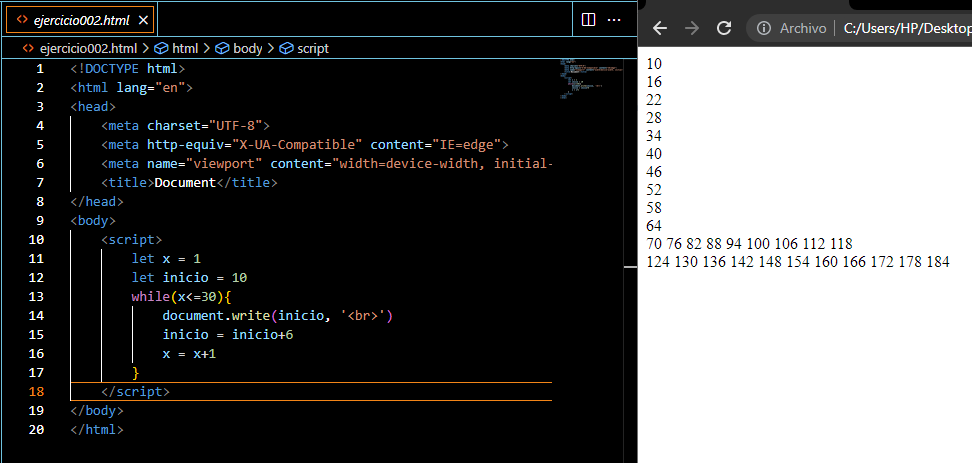 ejercicio002.html
ejercicio002.html > html > body > script
1 <!DOCTYPE html>
2 <html lang="en">
3 <head>
4 <meta charset="UTF-8">
5 <meta http-equiv="X-UA-Compatible" content="IE=edge">
6 <meta name="viewport" content="width=device-width, initial-
7 <title>Document</title>
8 </head>
9 <body>
10 <script>
11 let x = 1
12 let inicio = 10
13 while(x<=30){
14 document.write(inicio, '<br>')
15 inicio = inicio+6
16 x = x+1
17 }
18 </script>
19 </body>
20 </html>
Archivo | C:/Users/HP/Desktop
10
16
22
28
34
40
46
52
58
64
70 76 82 88 94 100 106 112 118
124 130 136 142 148 154 160 166 172 178 184